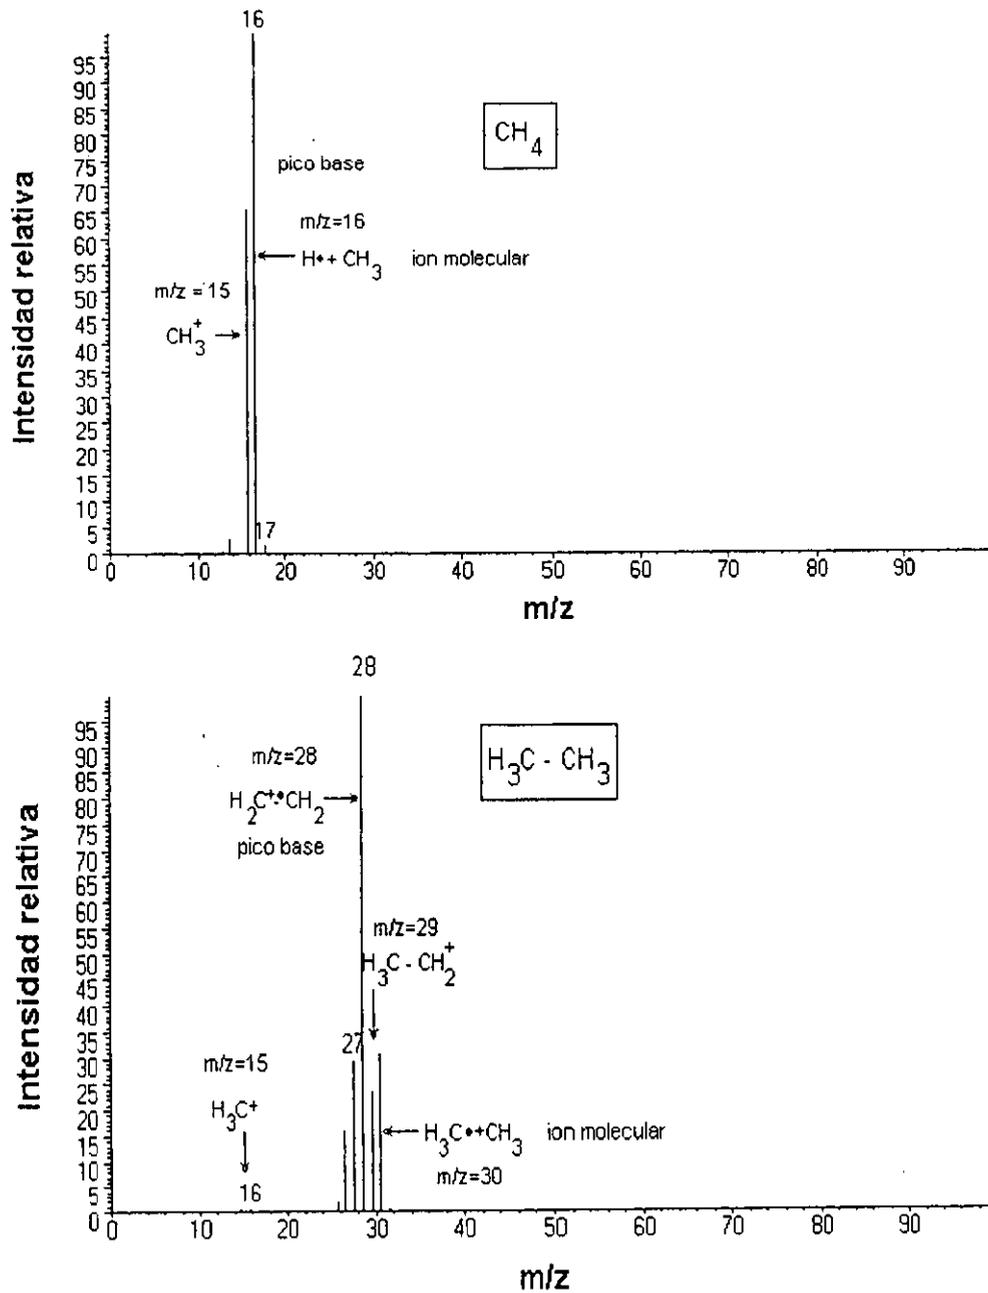 16
95
90
85
80
75
70
65
60
55
50
45
40
35
30
25
20
15
10
5
0
Intensidad relativa
CH4
pico base
m/z=16
H•+ CH3 ion molecular
m/z = 15
CH3+
17
0 20 30 40 50 60 70 80 90
m/z
28
95
90
85
80
75
70
65
60
55
50
45
40
35
30
25
20
15
10
5
0
Intensidad relativa
H3C - CH3
m/z=28
H2C+-•CH2
pico base
m/z=29
H3C - CH2+
27
m/z=15
H3C+
16
H3C•+CH3 ion molecular
m/z=30
0 10 20 30 40 50 60 70 80 90
m/z